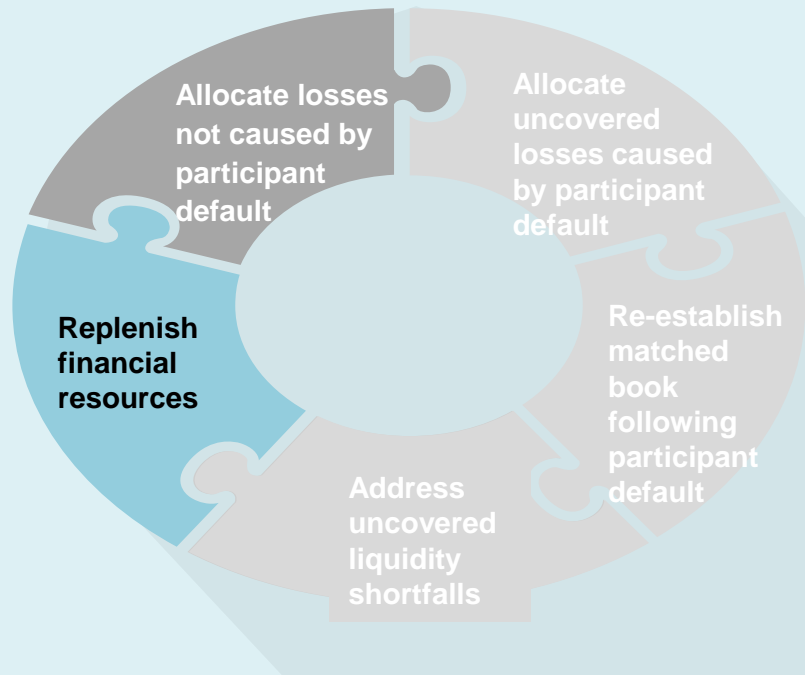 Allocate losses
not caused by
participant
default
Allocate
uncovered
losses caused
by participant
default
Replenish
financial
resources
Re-establish
matched
book
following
participant
default
Address
uncovered
liquidity
shortfalls